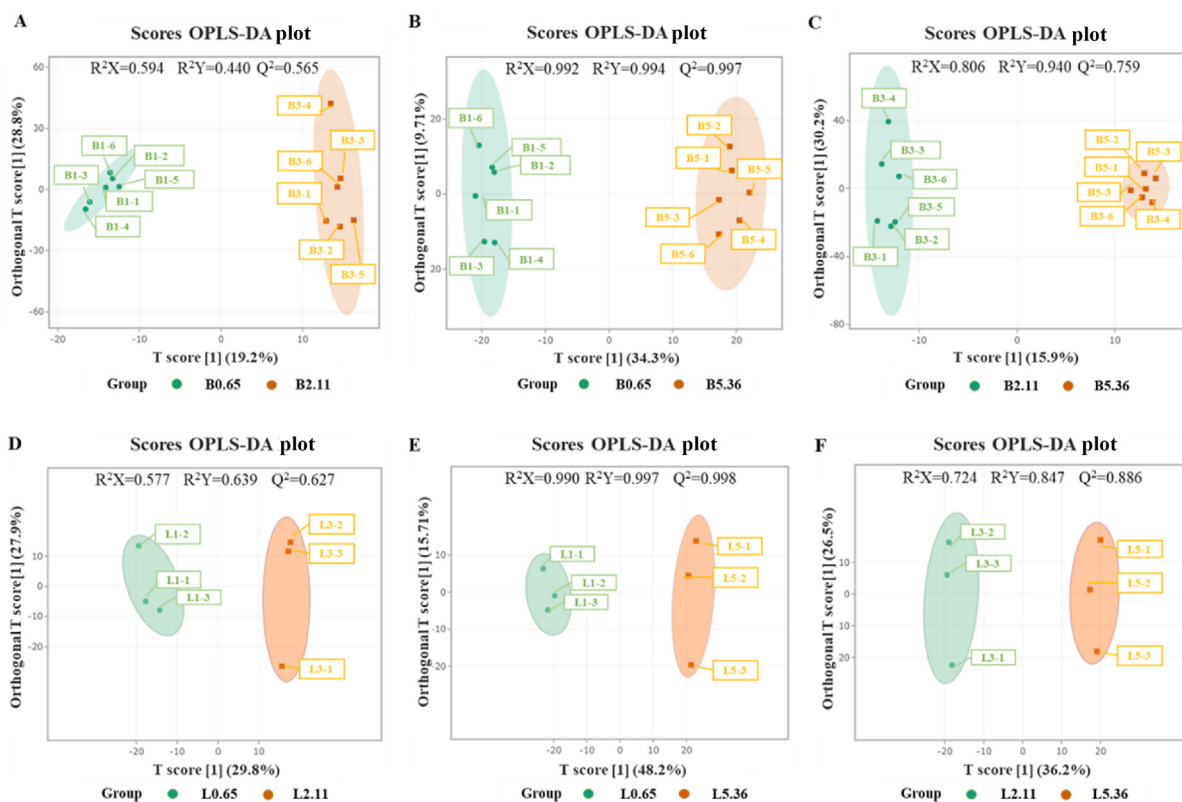 A
Scores OPLS-DA plot
R²X=0.594 R²Y=0.440 Q²=0.565
Orthogonal T score[1] (28.8%)
60
30
0
-30
-60
B1-6
B1-2
B1-3
B1-5
B1-1
B1-4
B3-4
B3-3
B3-6
B3-1
B3-2
B3-5
-20
-10
0
10
T score [1] (19.2%)
Group B0.65 B2.11
B
Scores OPLS-DA plot
R²X=0.992 R²Y=0.994 Q²=0.997
Orthogonal T score[1] (9.71%)
20
0
20
B1-6
B1-5
B1-2
B1-1
B1-3
B1-4
B5-2
B5-1
B5-5
B5-3
B5-4
B5-6
-20
-10
0
10
20
T score [1] (34.3%)
Group B0.65 B5.36
C
Scores OPLS-DA plot
R²X=0.806 R²Y=0.940 Q²=0.759
Orthogonal T score[1] (30.2%)
40
0
-40
-80
B3-4
B3-3
B3-6
B3-5
B3-2
B3-1
B5-2
B5-3
B5-1
B5-3
B3-6
B3-4
-10
0
10
T score [1] (15.9%)
Group B2.11 B5.36
D
Scores OPLS-DA plot
R²X=0.577 R²Y=0.639 Q²=0.627
Orthogonal T score[1] (27.9%)
10
0
-10
-20
L1-2
L1-1
L1-3
L3-2
L3-3
L3-1
-20
-10
0
10
T score [1] (29.8%)
Group L0.65 L2.11
E
Scores OPLS-DA plot
R²X=0.990 R²Y=0.997 Q²=0.998
Orthogonal T score[1] (15.71%)
10
0
-10
-20
L1-1
L1-2
L1-3
L5-1
L5-2
L5-3
-20
-10
0
10
20
T score [1] (48.2%)
Group L0.65 L5.36
F
Scores OPLS-DA plot
R²X=0.724 R²Y=0.847 Q²=0.886
Orthogonal T score[1] (26.5%)
20
10
0
10
20
L3-2
L3-3
L3-1
L5-1
L5-2
L5-3
-20
-10
0
10
20
T score [1] (36.2%)
Group L2.11 L5.36